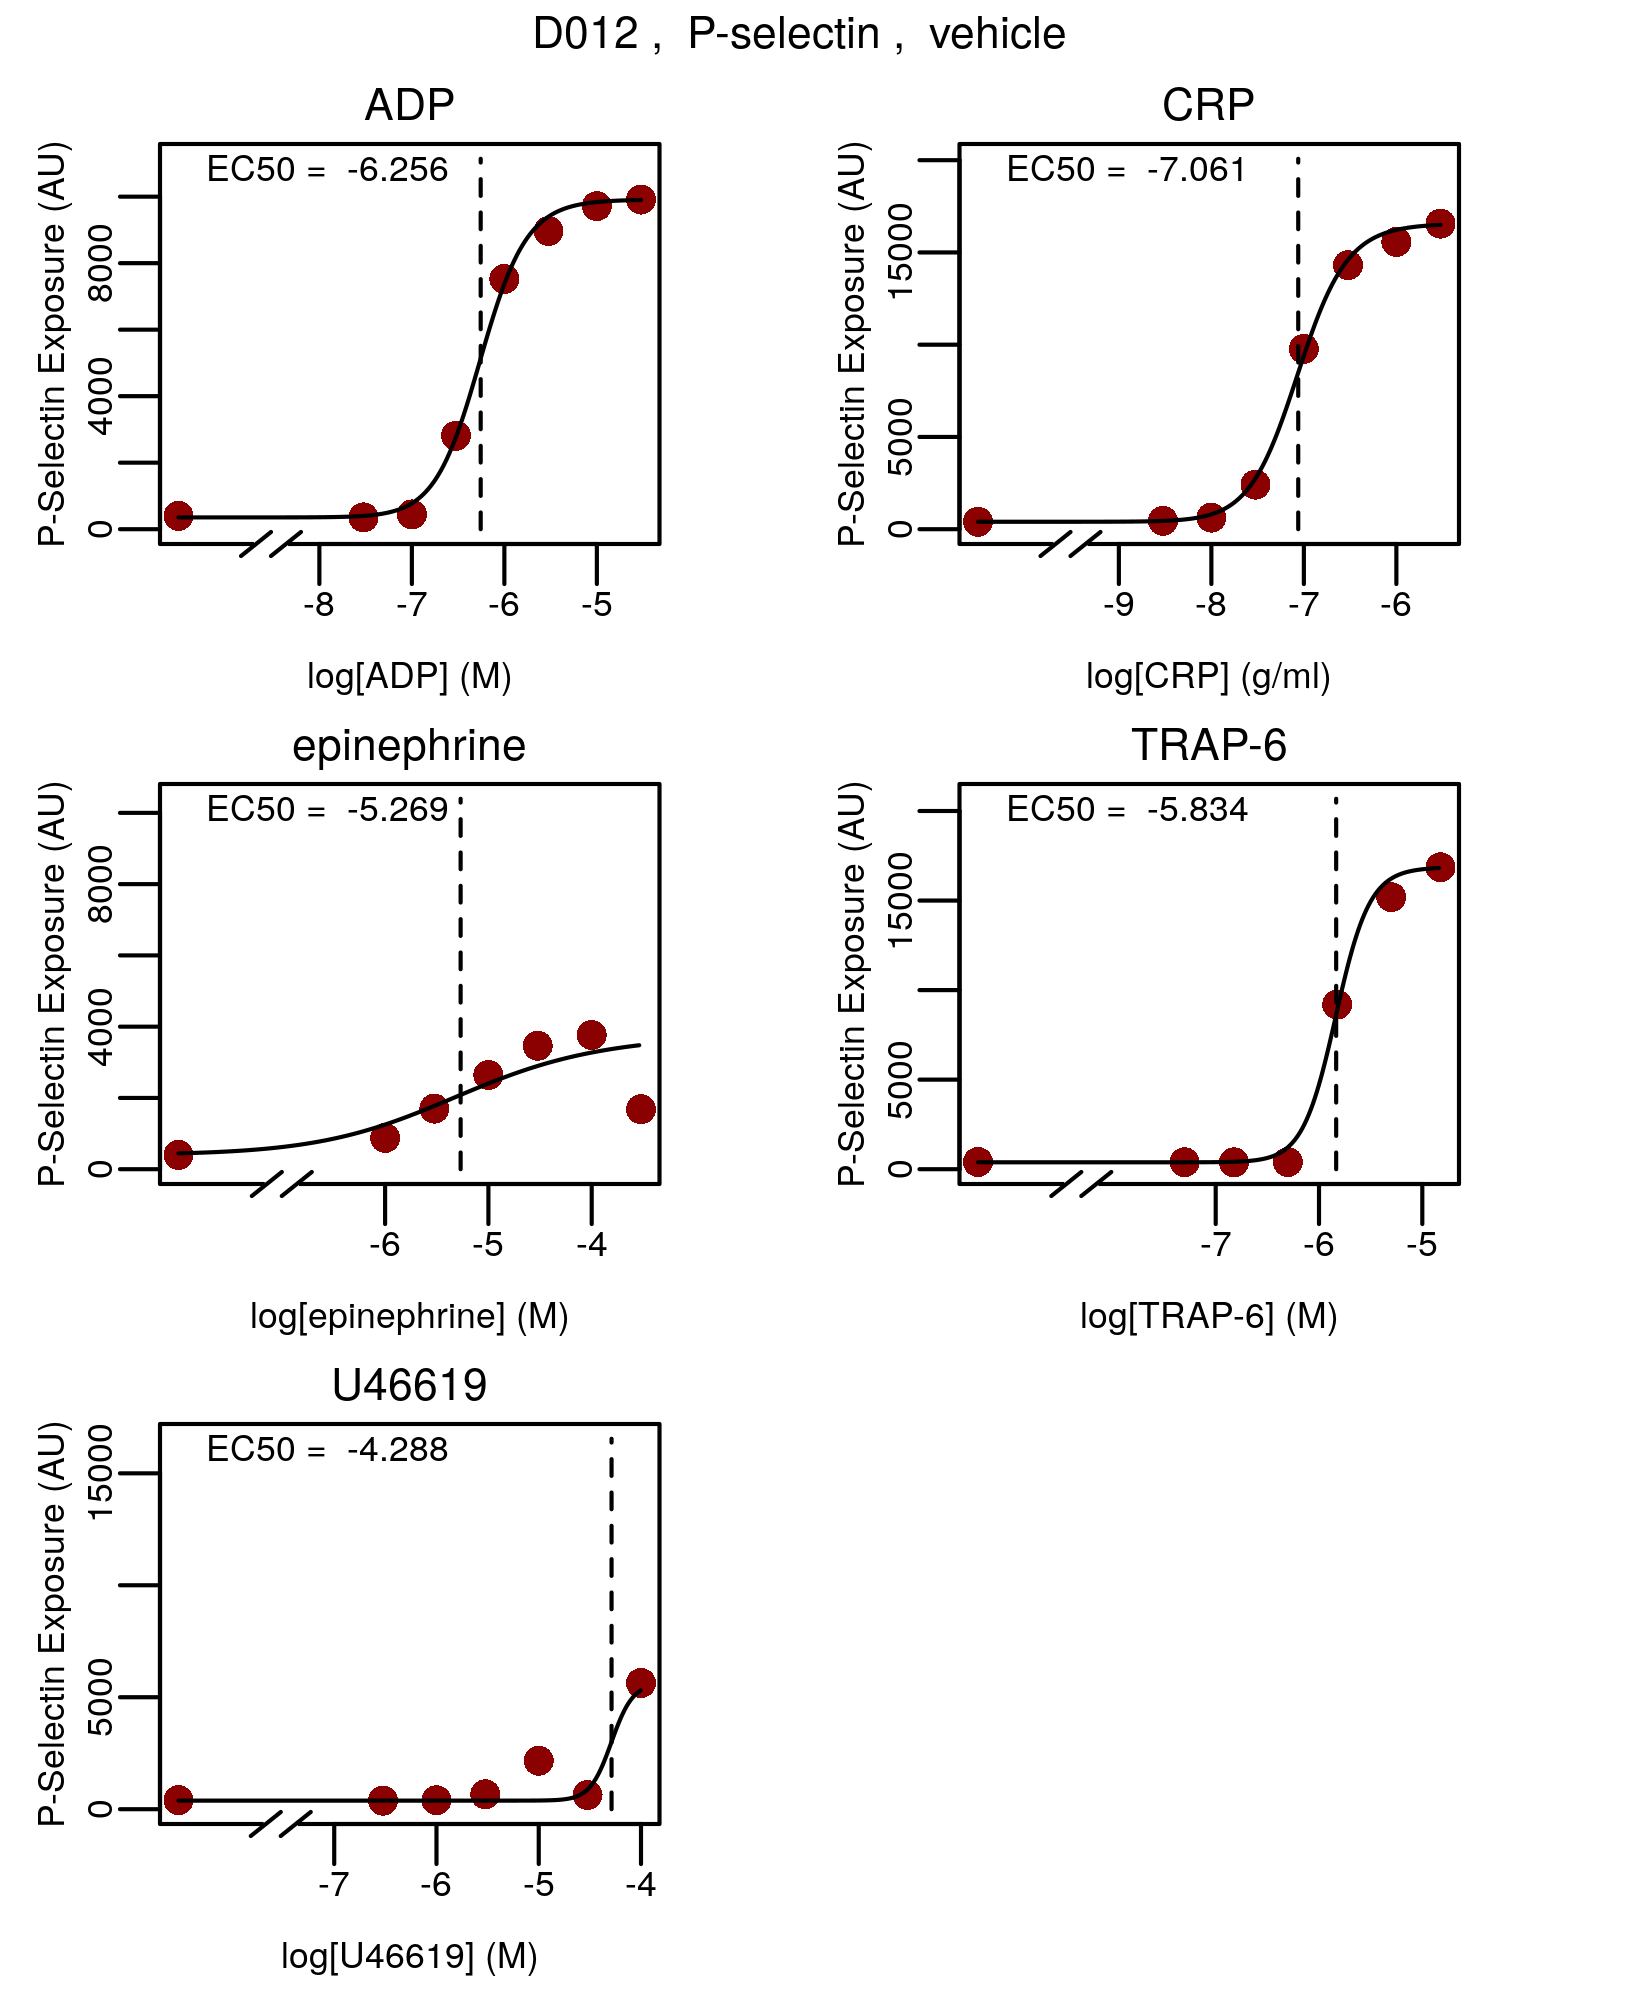 D012 ,  P-selectin ,  vehicle
ADP
EC50 =  -6.256
P-Selectin Exposure (AU)
0 4000 8000
-8 -7 -6 -5
log[ADP] (M)
CRP
EC50 =  -7.061
P-Selectin Exposure (AU)
0 5000 15000
-9 -8 -7 -6
log[CRP] (g/ml)
epinephrine
EC50 =  -5.269
P-Selectin Exposure (AU)
0 4000 8000
-6 -5 -4
log[epinephrine] (M)
TRAP-6
EC50 =  -5.834
P-Selectin Exposure (AU)
0 5000 15000
-7 -6 -5
log[TRAP-6] (M)
U46619
EC50 =  -4.288
P-Selectin Exposure (AU)
0 5000 15000
-7 -6 -5 -4
log[U46619] (M)